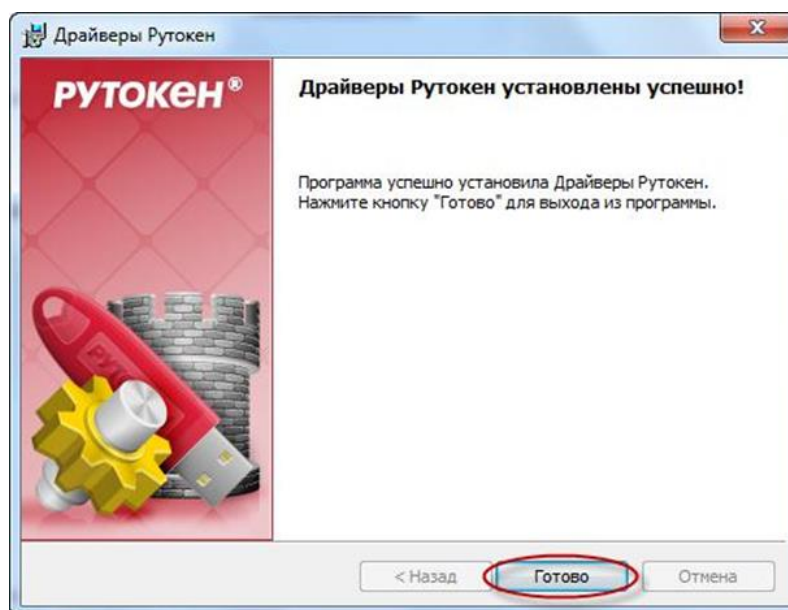 Драйверы Рутокен
РУТОКЕН®
Драйверы Рутокен установлены успешно!
Программа успешно установила Драйверы Рутокен.
Нажмите кнопку "Готово" для выхода из программы.
< Назад
Готово
Отмена